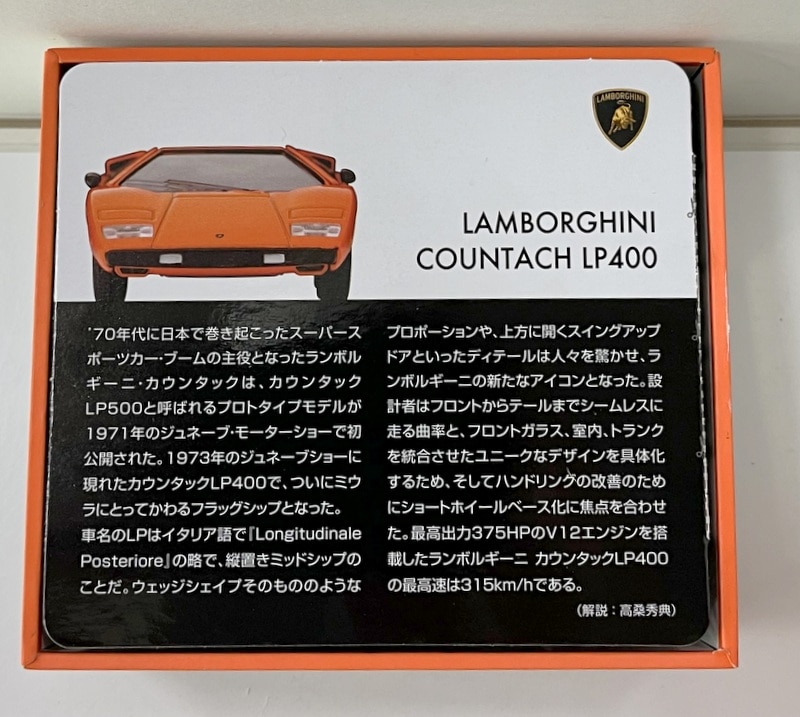 LAMBORGHINI
LAMBORGHINI
COUNTACH LP400
'70年代に日本で巻き起こったスーパース
ポーツカー・ブームの主役となったランボル
ギーニ・カウンタックは、カウンタック
LP500と呼ばれるプロトタイプモデルが
1971年のジュネーブ・モーターショーで初
公開された。1973年のジュネーブショーに
現れたカウンタックLP400で、ついにミウ
ラにとってかわるフラッグシップとなった。
車名のLPはイタリア語で『Longitudinale
Posteriore』の略で、縦置きミッドシップの
ことだ。ウェッジシェイプそのもののような
プロポーションや、上方に開くスイングアップ
ドアといったディテールは人々を驚かせ、ラ
ンボルギーニの新たなアイコンとなった。設
計者はフロントからテールまでシームレスに
走る曲率と、フロントガラス、室内、トランク
を統合させたユニークなデザインを具体化
するため、そしてハンドリングの改善のため
にショートホイールベース化に焦点を合わせ
た。最高出力375HPのV12エンジンを搭
載したランボルギーニ カウンタックLP400
の最高速は315km/hである。
（解説：高桑秀典）